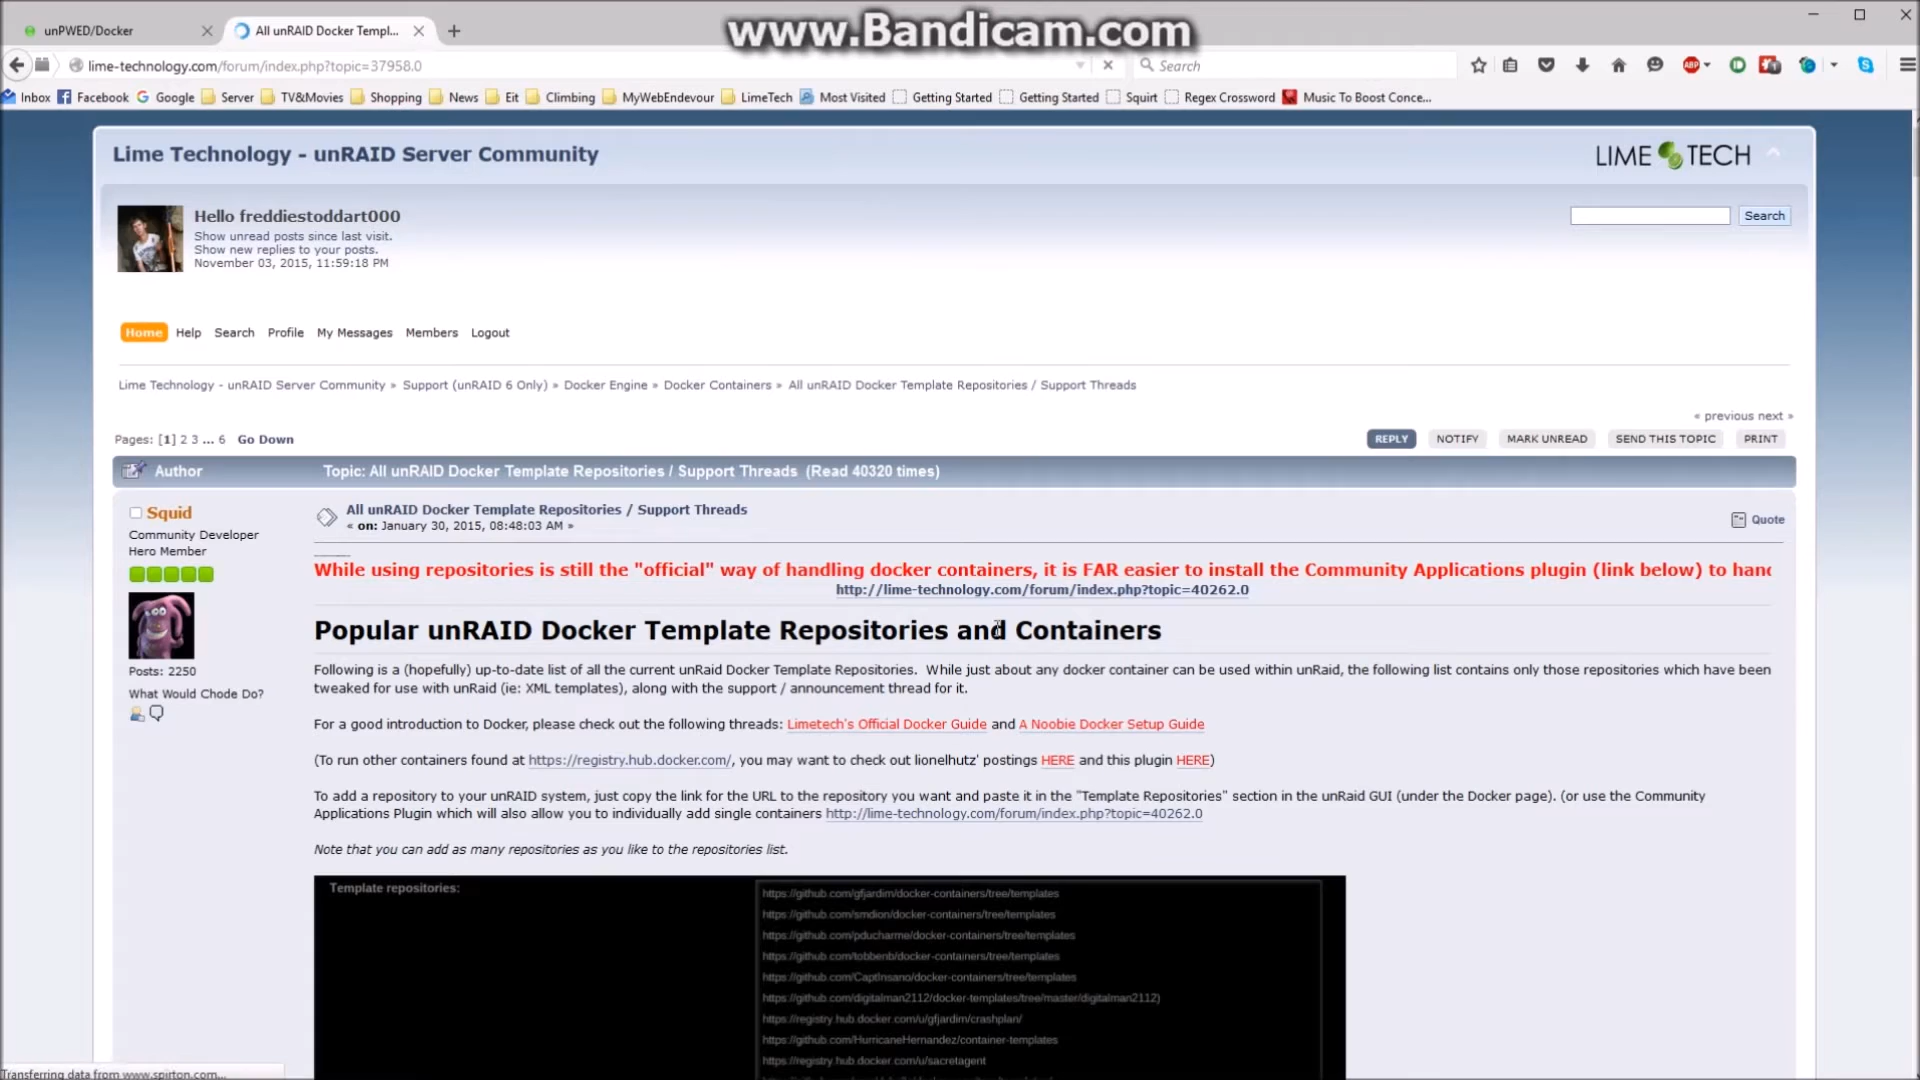 www.Bandicam.com
unPWED/Docker
All unRAID Docker Templ...
lime-technology.com/forum/index.php?topic=37958.0
Search
Inbox Facebook Google Server TV&Movies Shopping News Eit Climbing MyWebEndevour LimeTech Most Visited Getting Started Getting Started Squirt Regex Crossword Music To Boost Conce...
Lime Technology - unRAID Server Community
LIME TECH
Hello freddiestoddart000
Show unread posts since last visit.
Show new replies to your posts.
November 03, 2015, 11:59:18 PM
Search
Home Help Search Profile My Messages Members Logout
Lime Technology - unRAID Server Community » Support (unRAID 6 Only) » Docker Engine » Docker Containers » All unRAID Docker Template Repositories / Support Threads
« previous next »
Pages: [1] 2 3 ... 6 Go Down
REPLY NOTIFY MARK UNREAD SEND THIS TOPIC PRINT
Author Topic: All unRAID Docker Template Repositories / Support Threads (Read 40320 times)
Squid
Community Developer
Hero Member
Posts: 2250
What Would Chode Do?
All unRAID Docker Template Repositories / Support Threads
« on: January 30, 2015, 08:48:03 AM »
Quote
While using repositories is still the "official" way of handling docker containers, it is FAR easier to install the Community Applications plugin (link below) to hand
http://lime-technology.com/forum/index.php?topic=40262.0
Popular unRAID Docker Template Repositories and Containers
Following is a (hopefully) up-to-date list of all the current unRaid Docker Template Repositories. While just about any docker container can be used within unRaid, the following list contains only those repositories which have been
tweaked for use with unRaid (ie: XML templates), along with the support / announcement thread for it.
For a good introduction to Docker, please check out the following threads: Limetech's Official Docker Guide and A Noobie Docker Setup Guide
(To run other containers found at https://registry.hub.docker.com/, you may want to check out lionelhutz' postings HERE and this plugin HERE)
To add a repository to your unRAID system, just copy the link for the URL to the repository you want and paste it in the "Template Repositories" section in the unRaid GUI (under the Docker page). (or use the Community
Applications Plugin which will also allow you to individually add single containers http://lime-technology.com/forum/index.php?topic=40262.0
Note that you can add as many repositories as you like to the repositories list.
Template repositories:
https://github.com/gfjardim/docker-containers/tree/templates
https://github.com/smdion/docker-containers/tree/templates
https://github.com/pducharme/docker-containers/tree/templates
https://github.com/tobbenb/docker-containers/tree/templates
https://github.com/CaptInsano/docker-containers/tree/templates
https://github.com/digitalman2112/docker-templates/tree/master/digitalman2112)
https://registry.hub.docker.com/u/gfjardim/crashplan/
https://github.com/HurricaneHernandez/container-templates
https://registry.hub.docker.com/u/sacretagent
Transferring data from www.spirton.com...